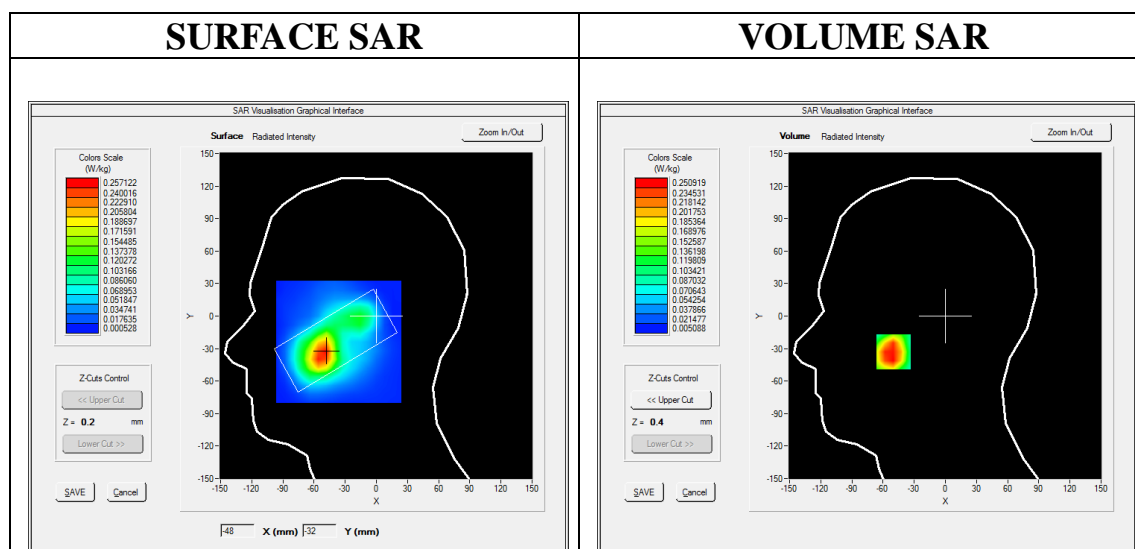 SURFACE SAR
VOLUME SAR
SAR Visualisation Graphical Interface
Surface Radiated Intensity
Zoom In/Out
Colors Scale
(W/kg)
0.257122
0.240016
0.222910
0.205804
0.188697
0.171591
0.154485
0.137378
0.120272
0.103166
0.086060
0.068953
0.051847
0.034741
0.017635
0.000528
Z-Cuts Control
<< Upper Cut
Z = 0.2 mm
Lower Cut >>
SAVE Cancel
150
120
90
60
30
0
-30
-60
-90
-120
-150
Y
-150 -120 -90 -60 -30 0 30 60 90 120 150
X
-48 X (mm) -32 Y (mm)
SAR Visualisation Graphical Interface
Volume Radiated Intensity
Zoom In/Out
Colors Scale
(W/kg)
0.250919
0.234531
0.218142
0.201753
0.185364
0.168976
0.152587
0.136198
0.119809
0.103421
0.087032
0.070643
0.054254
0.037866
0.021477
0.005088
Z-Cuts Control
<< Upper Cut
Z = 0.4 mm
Lower Cut >>
SAVE Cancel
150
120
90
60
30
0
-30
-60
-90
-120
-150
Y
-150 -120 -90 -60 -30 0 30 60 90 120 150
X